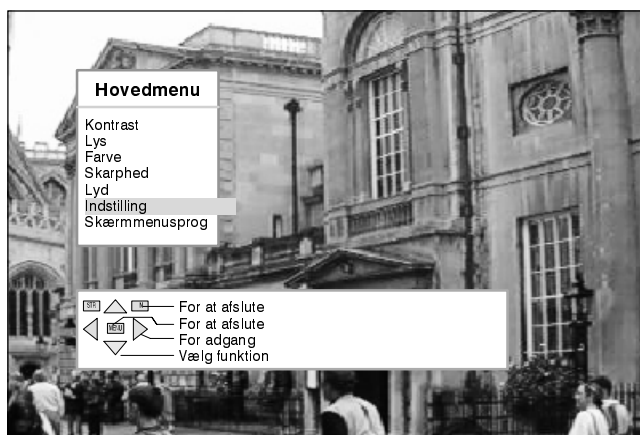 Hovedmenu
Kontrast
Lys
Farve
Skarphed
Lyd
Indstilling
Skærmmenusprog
STR N For at afslute
MENU For at afslute
For adgang
Vælg funktion